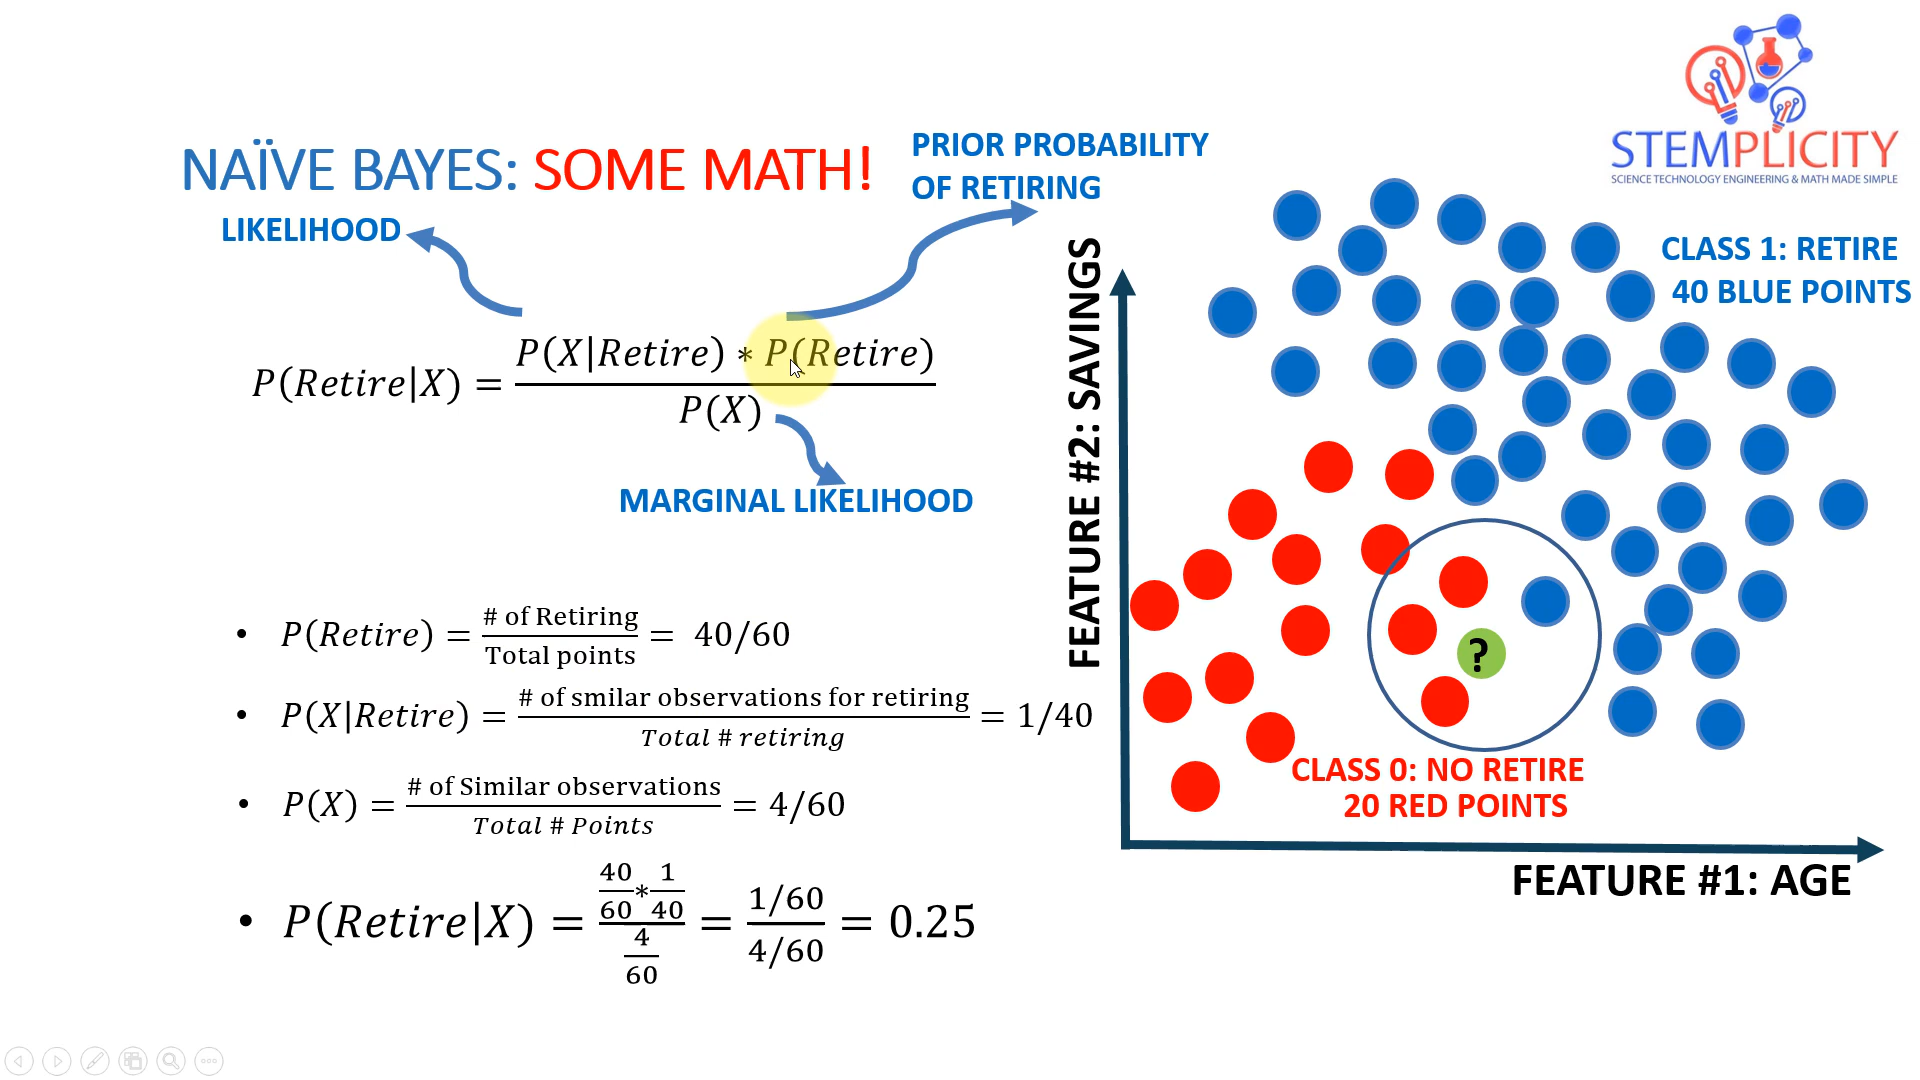 STEMPLICITY
SCIENCE TECHNOLOGY ENGINEERING & MATH MADE SIMPLE
NAÏVE BAYES: SOME MATH!
PRIOR PROBABILITY
OF RETIRING
LIKELIHOOD
P(Retire|X) = P(X|Retire) * P(Retire) / P(X)
MARGINAL LIKELIHOOD
• P(Retire) = # of Retiring / Total points = 40/60
• P(X|Retire) = # of smilar observations for retiring / Total # retiring = 1/40
• P(X) = # of Similar observations / Total # Points = 4/60
• P(Retire|X) = 40/60 * 1/40 / 4/60 = 1/60 / 4/60 = 0.25
FEATURE #2: SAVINGS
CLASS 1: RETIRE
40 BLUE POINTS
?
CLASS 0: NO RETIRE
20 RED POINTS
FEATURE #1: AGE